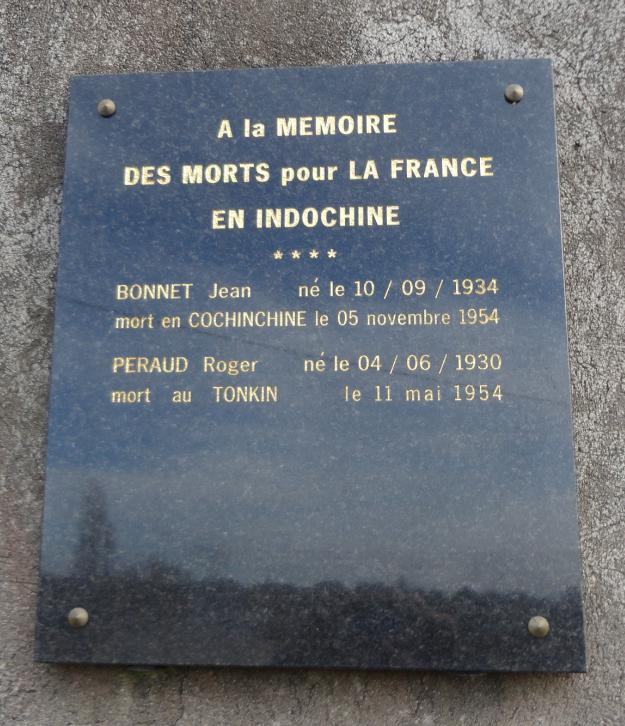 A la MEMOIRE
DES MORTS pour LA FRANCE
EN INDOCHINE
****
BONNET Jean né le 10 / 09 / 1934
mort en COCHINCHINE le 05 novembre 1954
PERAUD Roger né le 04 / 06 / 1930
mort au TONKIN le 11 mai 1954